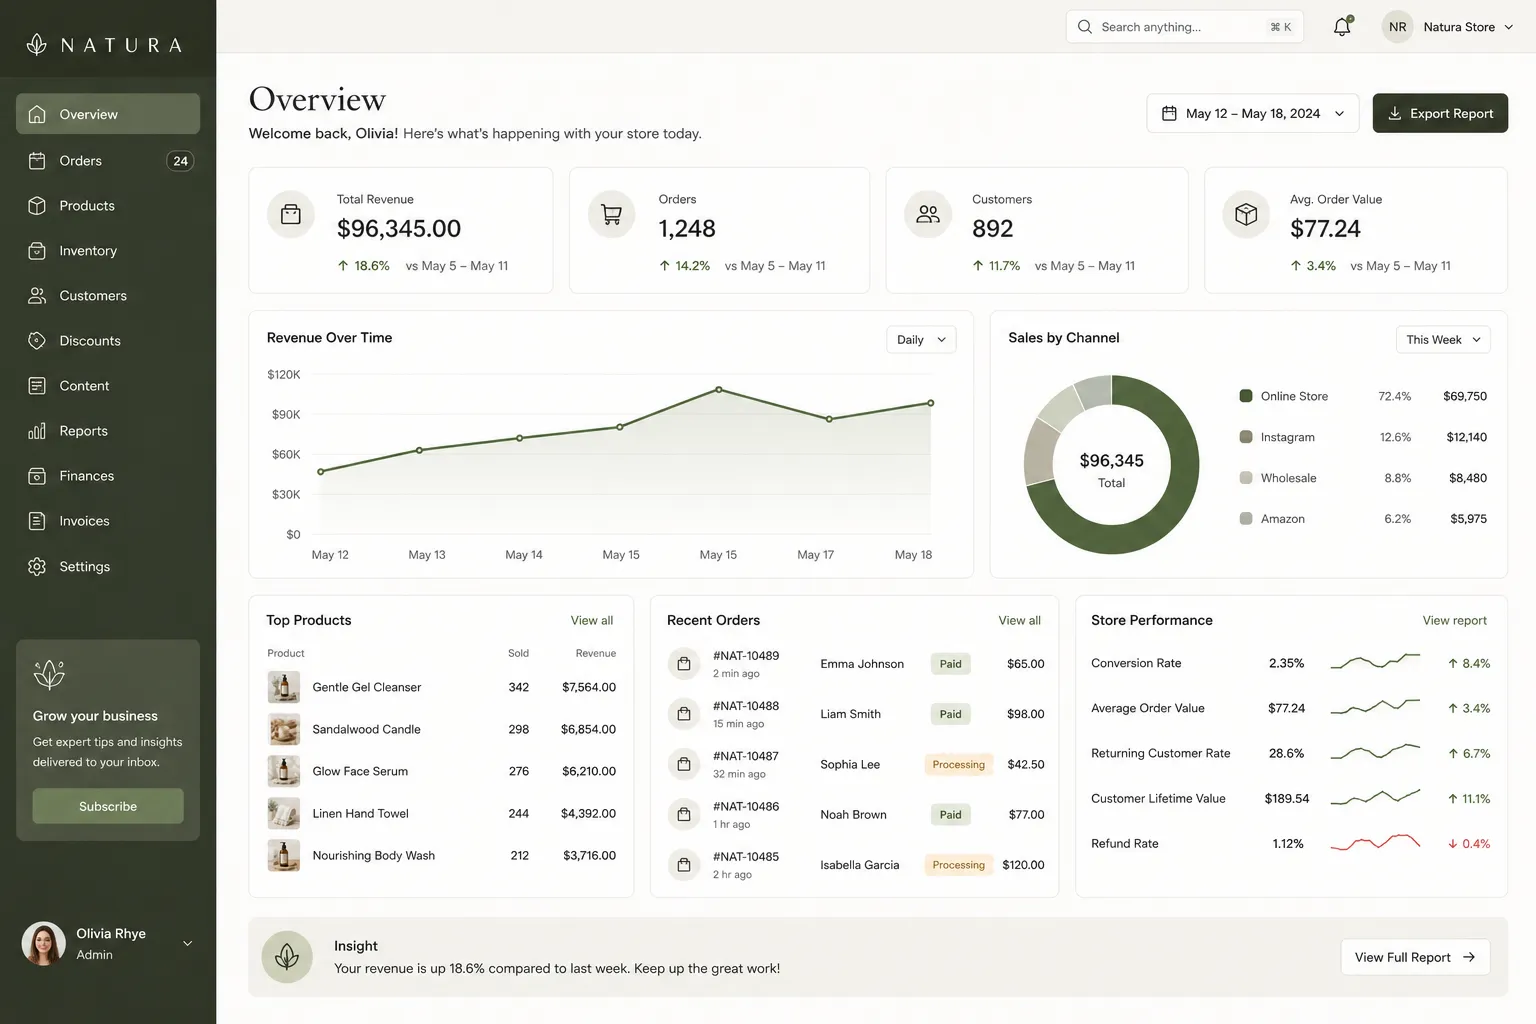 NATURA
Search anything...
⌘ K
NR
Natura Store
Overview
Orders
24
Products
Inventory
Customers
Discounts
Content
Reports
Finances
Invoices
Settings
Grow your business
Get expert tips and insights
delivered to your inbox.
Subscribe
Olivia Rhye
Admin
Overview
Welcome back, Olivia! Here's what's happening with your store today.
May 12 – May 18, 2024
Export Report
Total Revenue
$96,345.00
↑ 18.6% vs May 5 – May 11
Orders
1,248
↑ 14.2% vs May 5 – May 11
Customers
892
↑ 11.7% vs May 5 – May 11
Avg. Order Value
$77.24
↑ 3.4% vs May 5 – May 11
Revenue Over Time
Daily
$120K
$90K
$60K
$30K
$0
May 12 May 13 May 14 May 15 May 15 May 17 May 18
Sales by Channel
This Week
$96,345
Total
Online Store 72.4% $69,750
Instagram 12.6% $12,140
Wholesale 8.8% $8,480
Amazon 6.2% $5,975
Top Products
View all
Product Sold Revenue
Gentle Gel Cleanser 342 $7,564.00
Sandalwood Candle 298 $6,854.00
Glow Face Serum 276 $6,210.00
Linen Hand Towel 244 $4,392.00
Nourishing Body Wash 212 $3,716.00
Recent Orders
View all
#NAT-10489
2 min ago
Emma Johnson Paid $65.00
#NAT-10488
15 min ago
Liam Smith Paid $98.00
#NAT-10487
32 min ago
Sophia Lee Processing $42.50
#NAT-10486
1 hr ago
Noah Brown Paid $77.00
#NAT-10485
2 hr ago
Isabella Garcia Processing $120.00
Store Performance
View report
Conversion Rate 2.35% ↑ 8.4%
Average Order Value $77.24 ↑ 3.4%
Returning Customer Rate 28.6% ↑ 6.7%
Customer Lifetime Value $189.54 ↑ 11.1%
Refund Rate 1.12% ↓ 0.4%
Insight
Your revenue is up 18.6% compared to last week. Keep up the great work!
View Full Report →